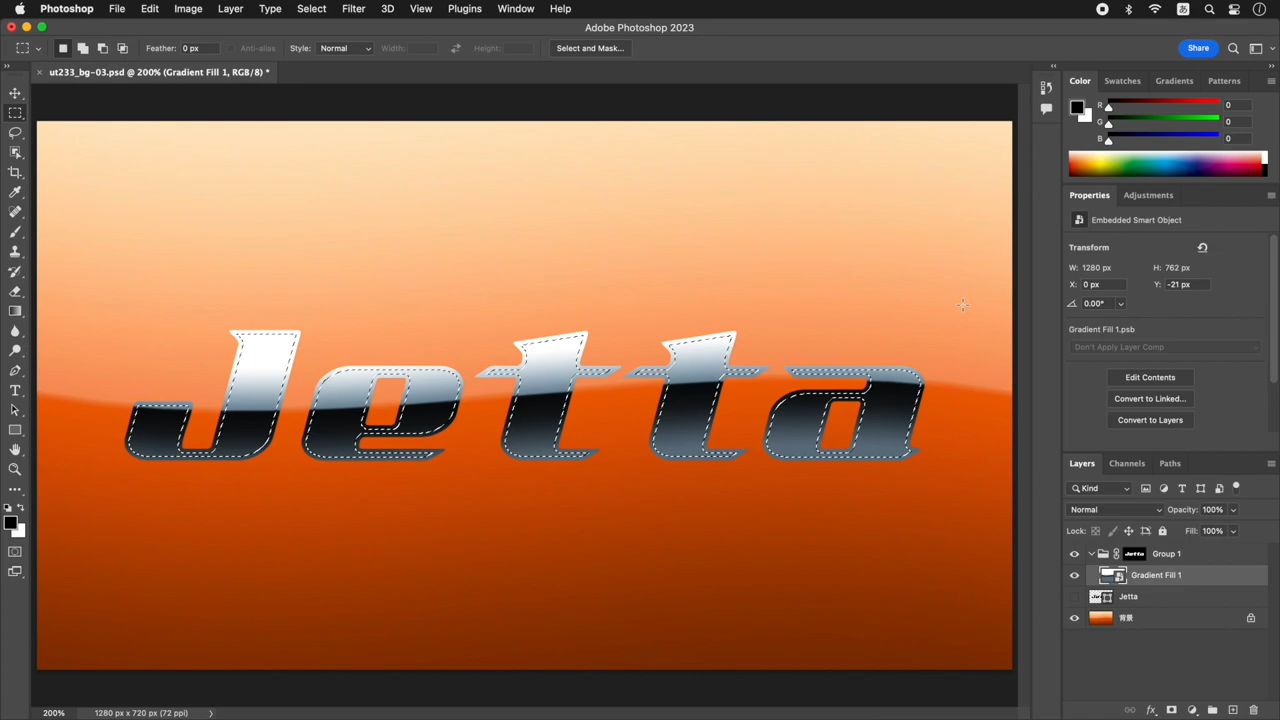 Photoshop File Edit Image Layer Type Select Filter 3D View Plugins Window Help あ
Adobe Photoshop 2023
Feather: 0 px Anti-alias Style: Normal Width: Height: Select and Mask... Share
ut233_bg-03.psd @ 200% (Gradient Fill 1, RGB/8) *
Color Swatches Gradients Patterns
R 0
G 0
B 0
Properties Adjustments
Embedded Smart Object
Transform
W: 1280 px H: 762 px
X: 0 px Y: -21 px
0.00°
Gradient Fill 1.psb
Don't Apply Layer Comp
Edit Contents
Convert to Linked...
Convert to Layers
Jetta
Layers Channels Paths
Kind
Normal Opacity: 100%
Lock: Fill: 100%
Jetta Group 1
Gradient Fill 1
Jetta
背景
200% 1280 px x 720 px (72 ppi)